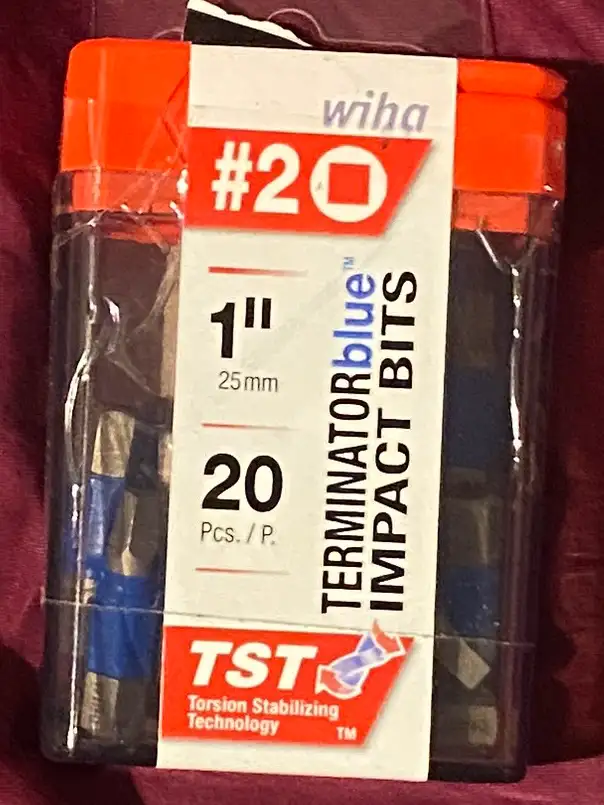 wiha
#2
1"
25mm
20
Pcs. / P.
TERMINATORblue™
IMPACT BITS
TST
Torsion Stabilizing
Technology ™